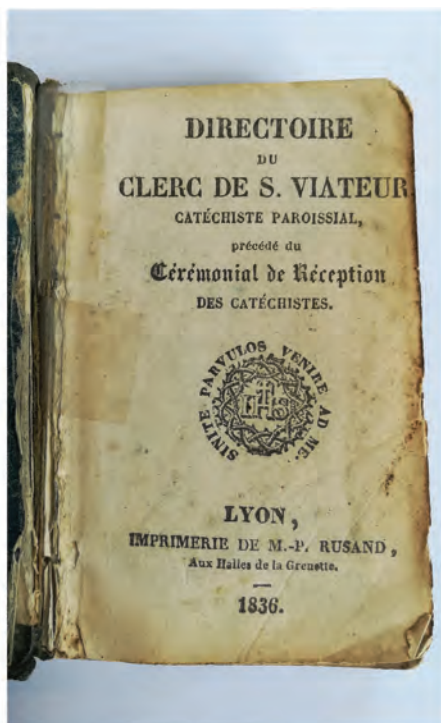 DIRECTOIRE
DU
CLERC DE S. VIATEUR
CATÉCHISTE PAROISSIAL,
précédé du
Cérémonial de Réception
DES CATÉCHISTES.
SINITE PARVULOS VENIRE AD ME.
IHS
LYON,
IMPRIMERIE DE M.-P. RUSAND,
Aux Halles de la Grenette.
1836.